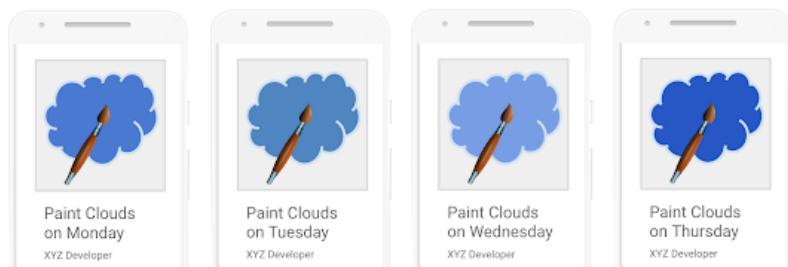 Paint Clouds
on Monday
XYZ Developer
Paint Clouds
on Tuesday
XYZ Developer
Paint Clouds
on Wednesday
XYZ Developer
Paint Clouds
on Thursday
XYZ Developer